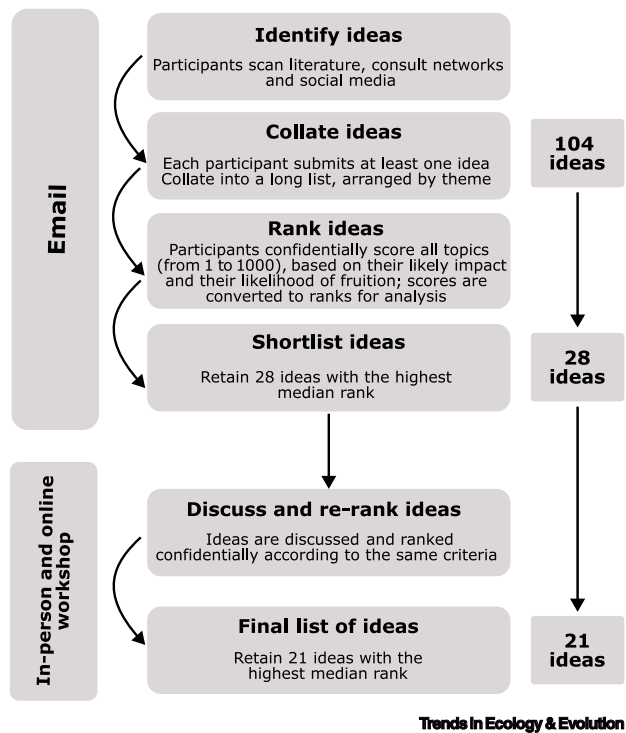 Email
Identify ideas
Participants scan literature, consult networks
and social media
Collate ideas
Each participant submits at least one idea
Collate into a long list, arranged by theme
104
ideas
Rank ideas
Participants confidentially score all topics
(from 1 to 1000), based on their likely impact
and their likelihood of fruition; scores are
converted to ranks for analysis
Shortlist ideas
Retain 28 ideas with the highest
median rank
28
ideas
In-person and online
workshop
Discuss and re-rank ideas
Ideas are discussed and ranked
confidentially according to the same criteria
Final list of ideas
Retain 21 ideas with the
highest median rank
21
ideas
Trends in Ecology & Evolution